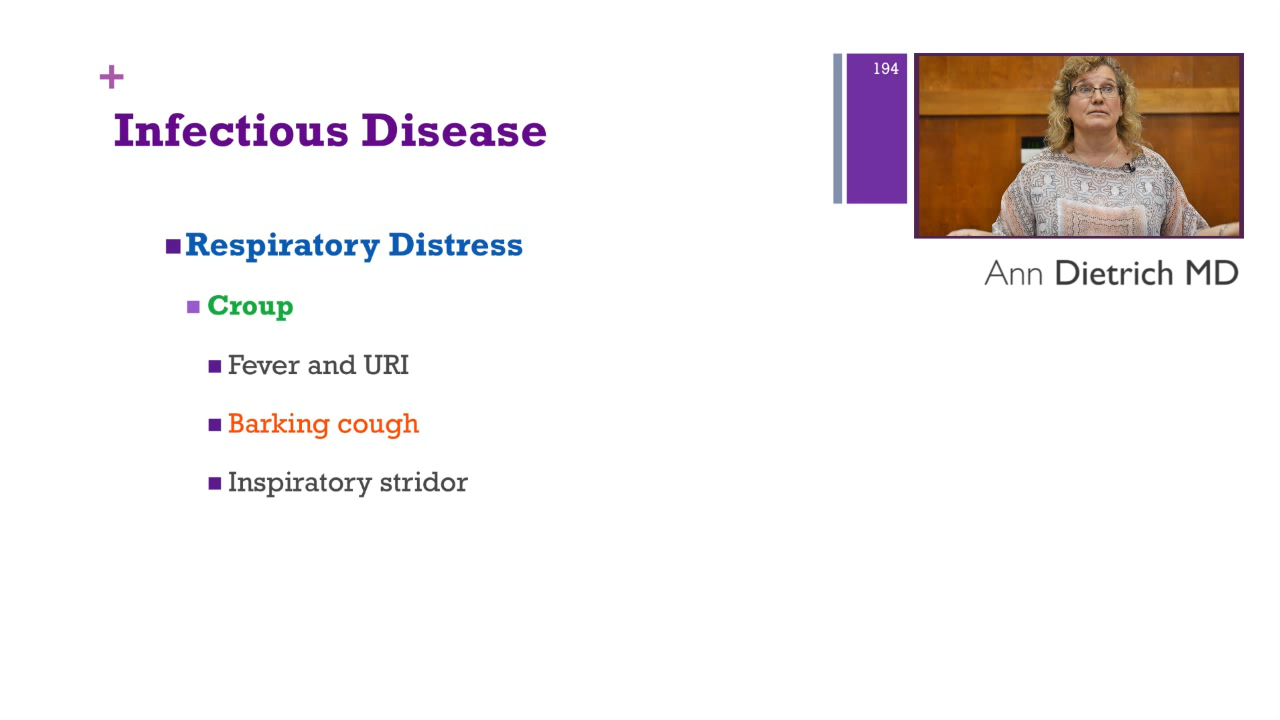 +
194
Infectious Disease
Respiratory Distress
Croup
Fever and URI
Barking cough
Inspiratory stridor
Ann Dietrich MD